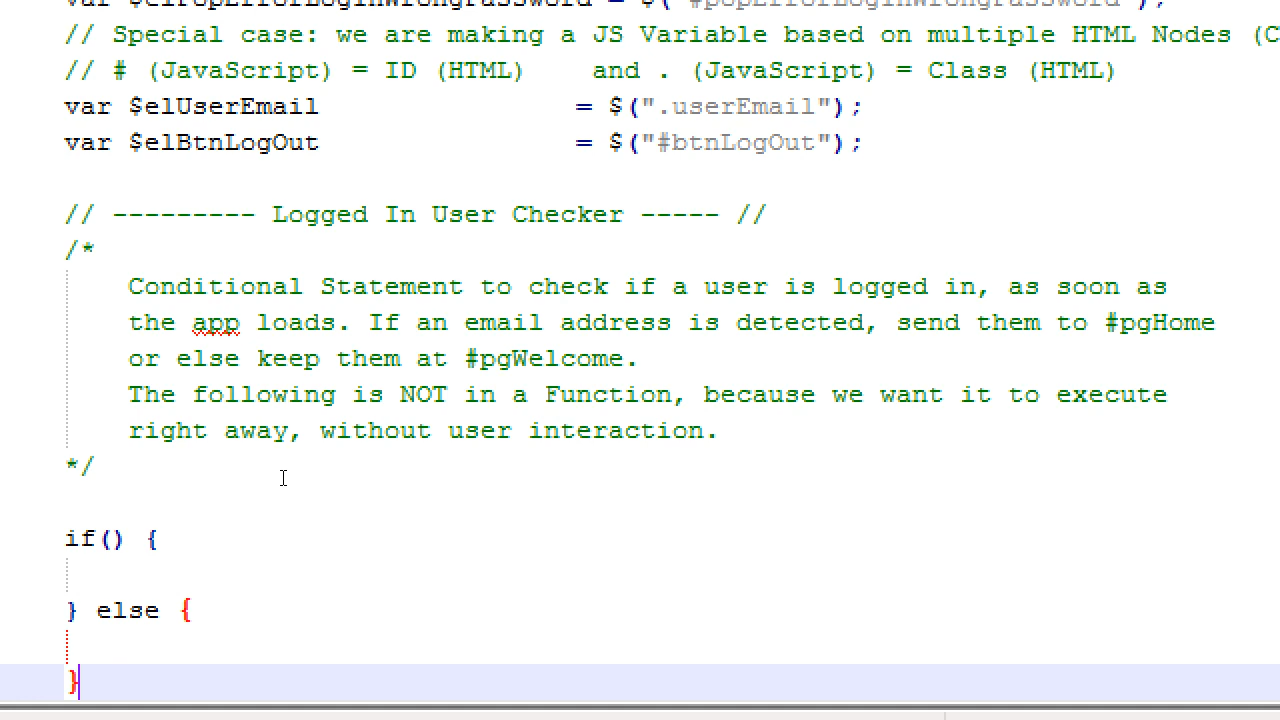 // Special case: we are making a JS Variable based on multiple HTML Nodes (C
// # (JavaScript) = ID (HTML)    and . (JavaScript) = Class (HTML)
var $elUserEmail                = $(".userEmail");
var $elBtnLogOut                = $("#btnLogOut");
// --------- Logged In User Checker ----- //
/*
Conditional Statement to check if a user is logged in, as soon as
the app loads. If an email address is detected, send them to #pgHome
or else keep them at #pgWelcome.
The following is NOT in a Function, because we want it to execute
right away, without user interaction.
*/
if() {
} else {
}